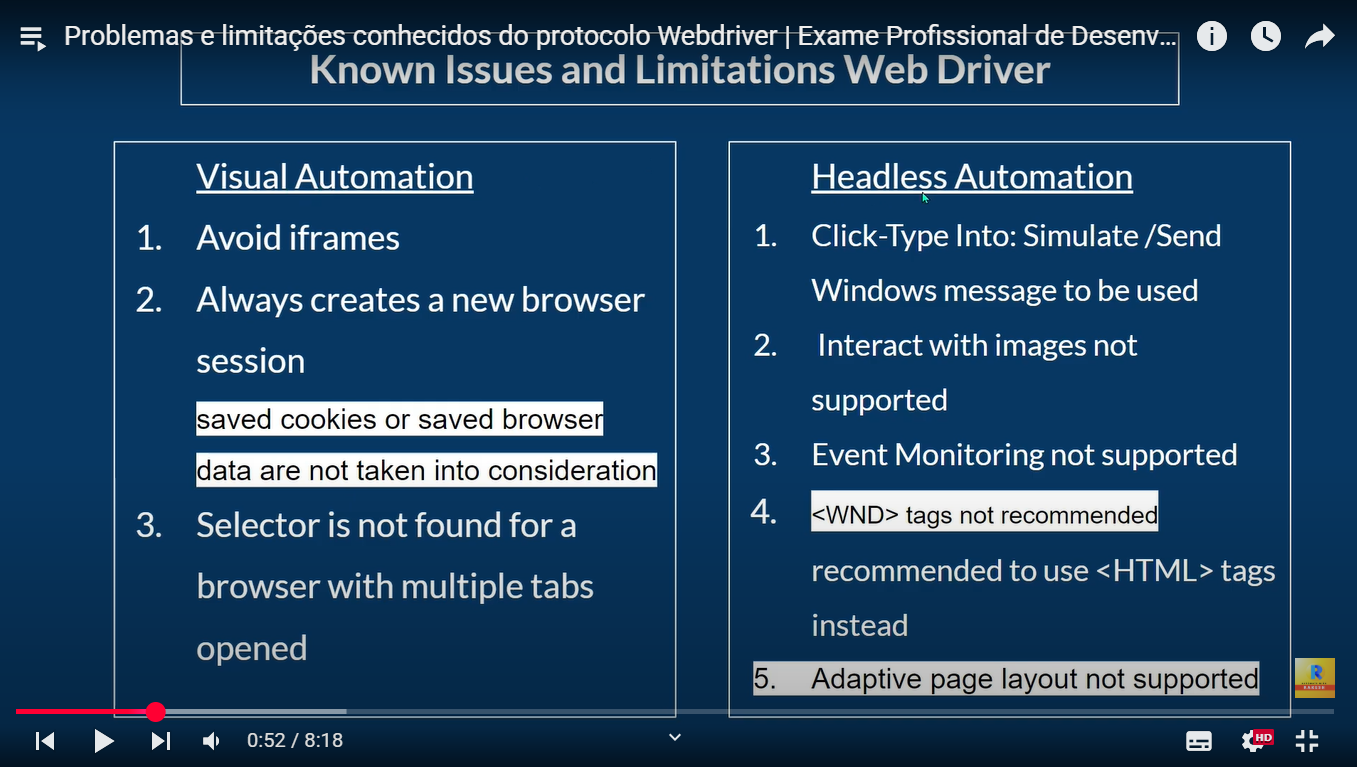 Problemas e limitações conhecidos do protocolo Webdriver | Exame Profissional de Desenv...
Known Issues and Limitations Web Driver
Visual Automation
1. Avoid iframes
2. Always creates a new browser
session
saved cookies or saved browser
data are not taken into consideration
3. Selector is not found for a
browser with multiple tabs
opened
Headless Automation
1. Click-Type Into: Simulate /Send
Windows message to be used
2. Interact with images not
supported
3. Event Monitoring not supported
4. <WND> tags not recommended
recommended to use <HTML> tags
instead
5. Adaptive page layout not supported
R
0:52 / 8:18
HD